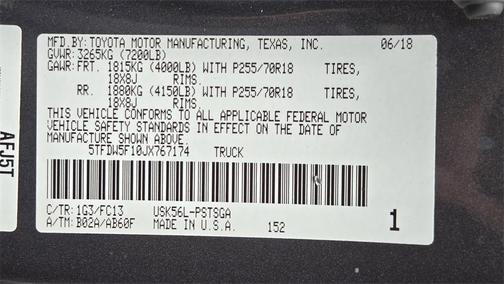 MFD.BY: TOYOTA MOTOR MANUFACTURING, TEXAS, INC. 06/18
GVWR: 3265KG (7200LB)
GAWR: FRT. 1815KG (4000LB) WITH P255/70R18 TIRES,
18X8J RIMS.
RR. 1880KG (4150LB) WITH P255/70R18 TIRES,
18X8J RIMS.
THIS VEHICLE CONFORMS TO ALL APPLICABLE FEDERAL MOTOR
VEHICLE SAFETY STANDARDS IN EFFECT ON THE DATE OF
MANUFACTURE SHOWN ABOVE.
5TFDW5F10JX767174 TRUCK
C/TR: 1G3/FC13 USK56L-PSTSGA
A/TM: B02A/AB60F MADE IN U.S.A. 152 1
AFJ5T